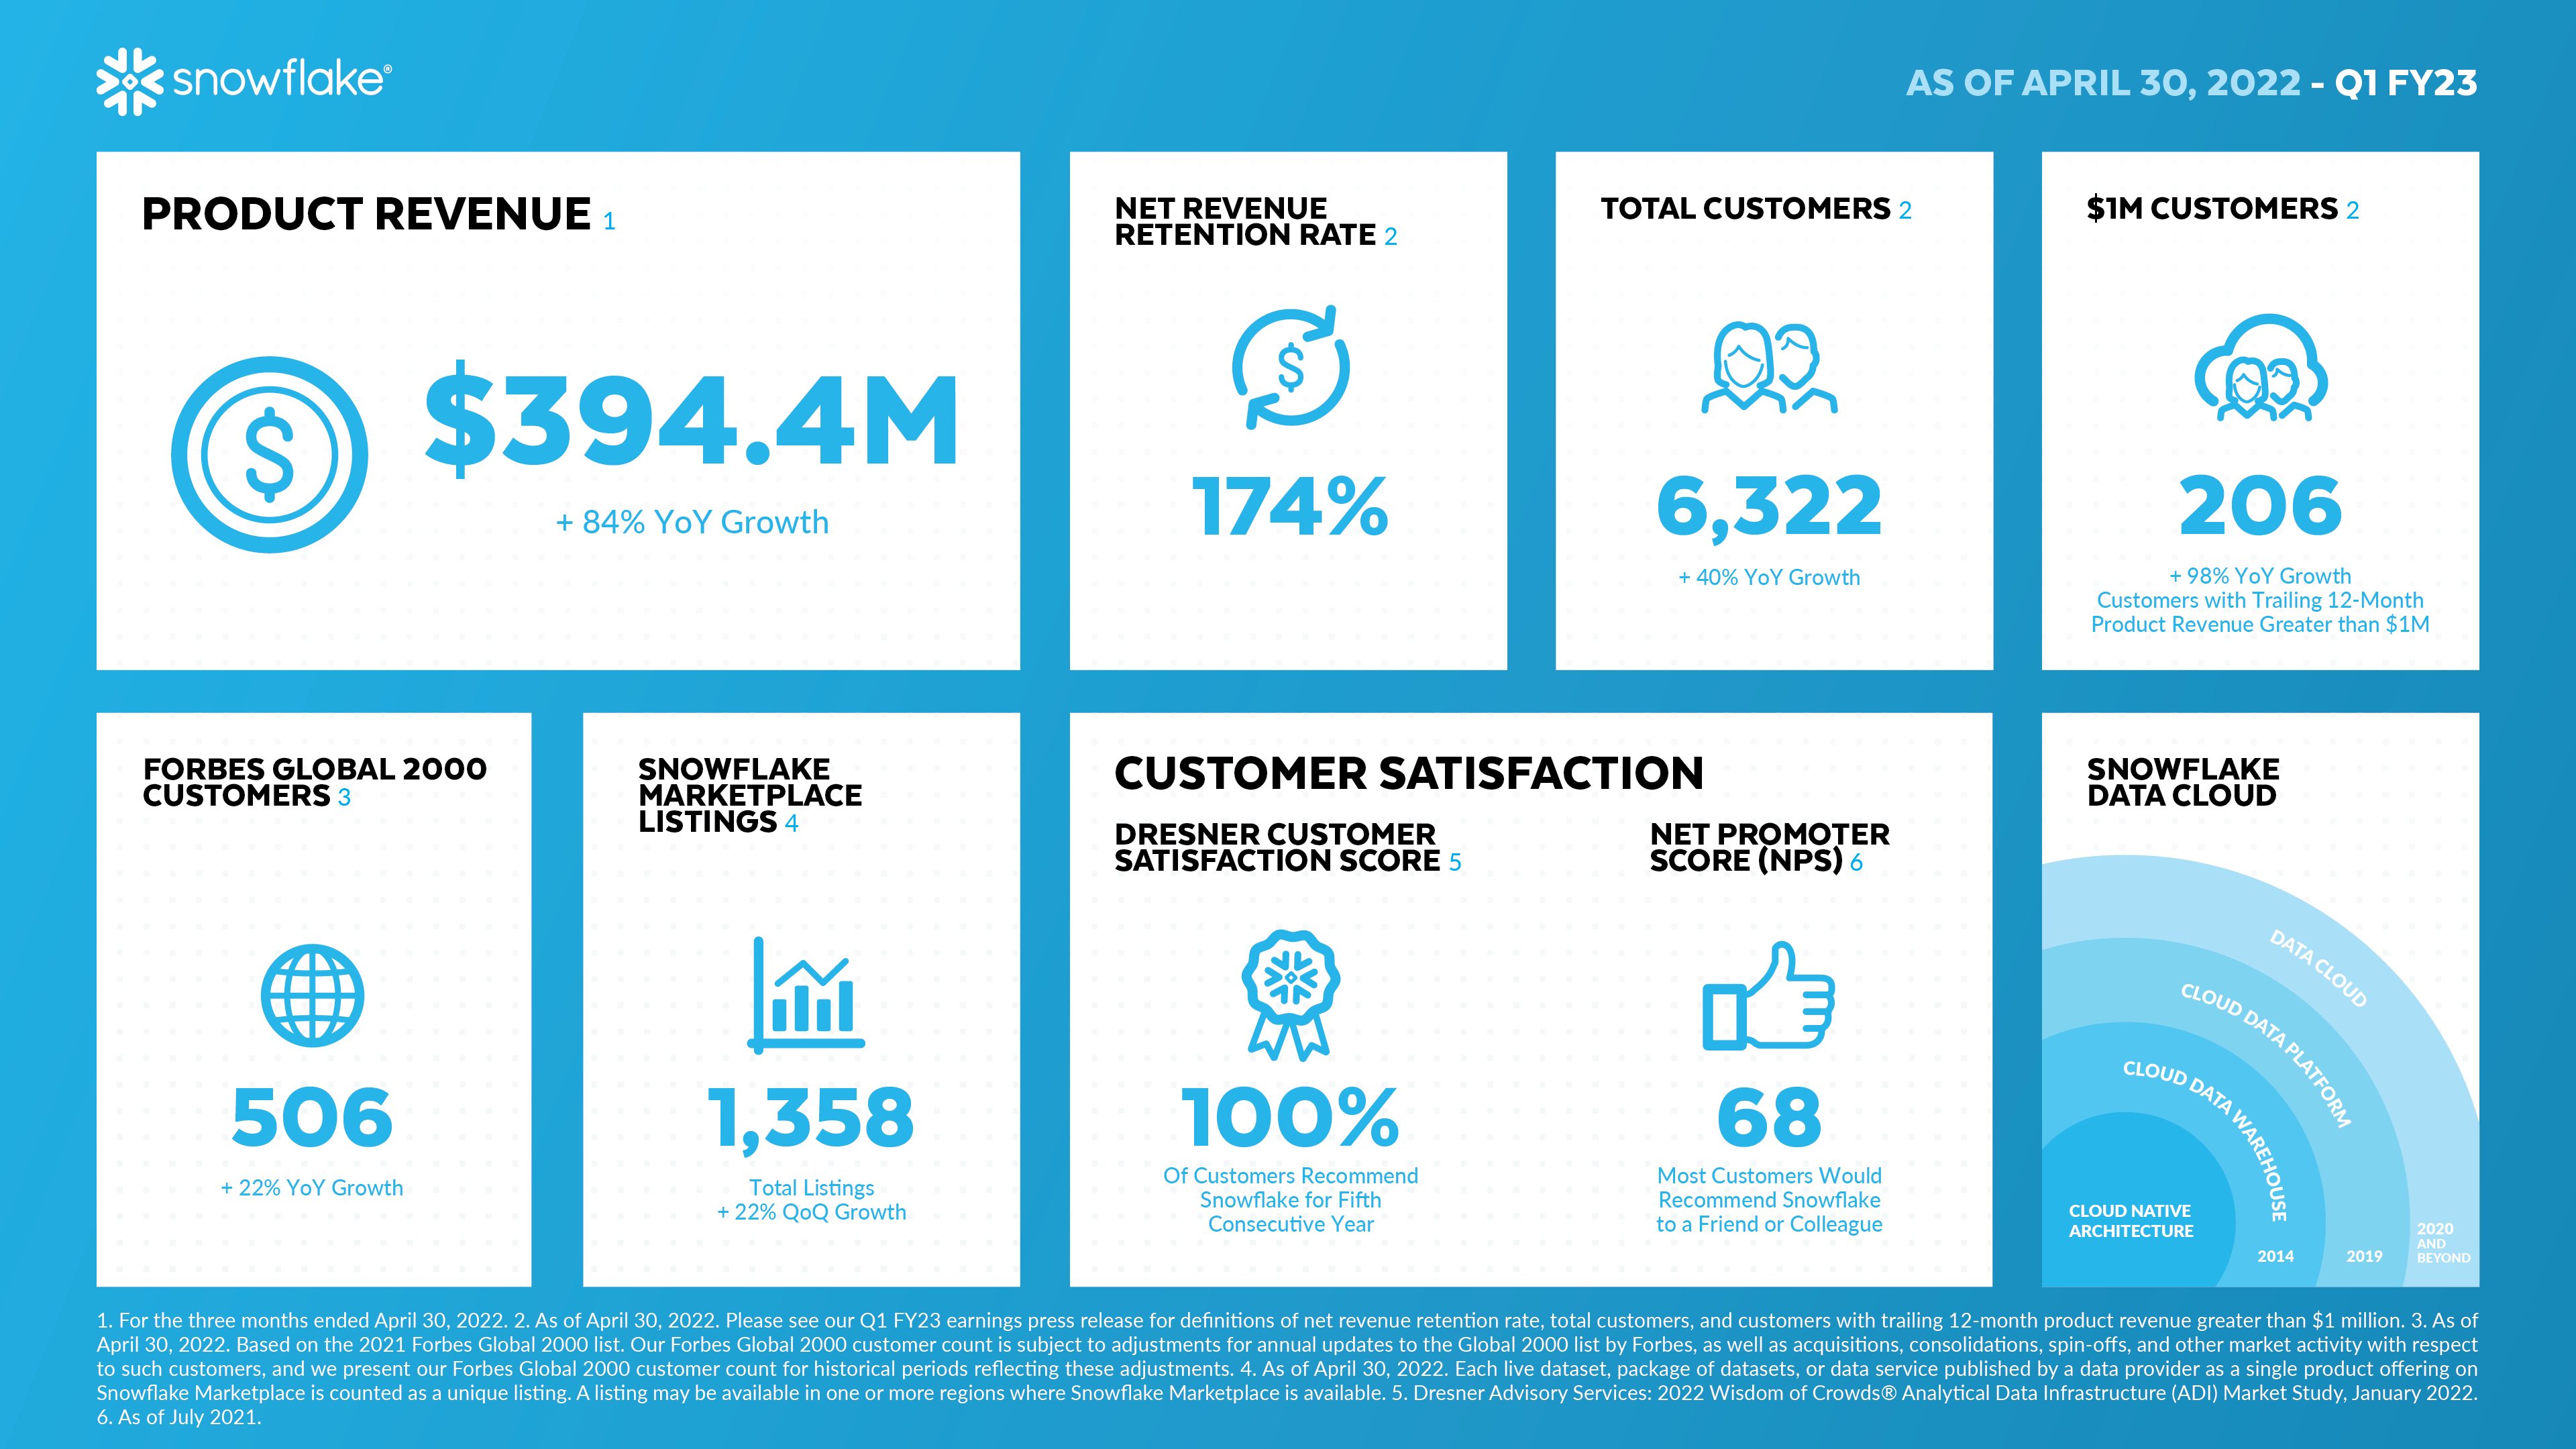 snowflake®
AS OF APRIL 30, 2022 - Q1 FY23
PRODUCT REVENUE 1
$394.4M
+ 84% YoY Growth
NET REVENUE
RETENTION RATE 2
174%
TOTAL CUSTOMERS 2
6,322
+ 40% YoY Growth
$1M CUSTOMERS 2
206
+ 98% YoY Growth
Customers with Trailing 12-Month
Product Revenue Greater than $1M
FORBES GLOBAL 2000
CUSTOMERS 3
506
+ 22% YoY Growth
SNOWFLAKE
MARKETPLACE
LISTINGS 4
1,358
Total Listings
+ 22% QoQ Growth
CUSTOMER SATISFACTION
DRESNER CUSTOMER
SATISFACTION SCORE 5
100%
Of Customers Recommend
Snowflake for Fifth
Consecutive Year
NET PROMOTER
SCORE (NPS) 6
68
Most Customers Would
Recommend Snowflake
to a Friend or Colleague
SNOWFLAKE
DATA CLOUD
DATA CLOUD
CLOUD DATA PLATFORM
CLOUD DATA WAREHOUSE
CLOUD NATIVE
ARCHITECTURE
2014
2019
2020
AND
BEYOND
1. For the three months ended April 30, 2022. 2. As of April 30, 2022. Please see our Q1 FY23 earnings press release for definitions of net revenue retention rate, total customers, and customers with trailing 12-month product revenue greater than $1 million. 3. As of
April 30, 2022. Based on the 2021 Forbes Global 2000 list. Our Forbes Global 2000 customer count is subject to adjustments for annual updates to the Global 2000 list by Forbes, as well as acquisitions, consolidations, spin-offs, and other market activity with respect
to such customers, and we present our Forbes Global 2000 customer count for historical periods reflecting these adjustments. 4. As of April 30, 2022. Each live dataset, package of datasets, or data service published by a data provider as a single product offering on
Snowflake Marketplace is counted as a unique listing. A listing may be available in one or more regions where Snowflake Marketplace is available. 5. Dresner Advisory Services: 2022 Wisdom of Crowds® Analytical Data Infrastructure (ADI) Market Study, January 2022.
6. As of July 2021.